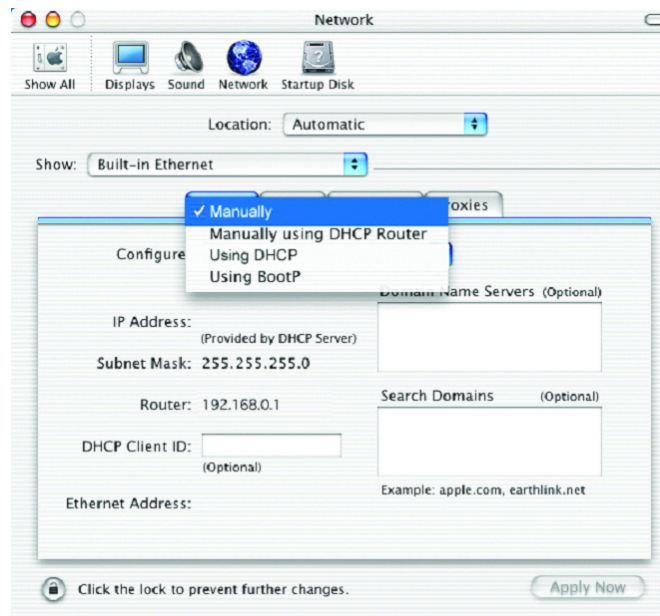 Network
Show All Displays Sound Network Startup Disk
Location: Automatic
Show: Built-in Ethernet
✓ Manually
Manually using DHCP Router
Using DHCP
Using BootP
Configure
Domain Name Servers (Optional)
IP Address:
(Provided by DHCP Server)
Subnet Mask: 255.255.255.0
Router: 192.168.0.1
Search Domains (Optional)
DHCP Client ID:
(Optional)
Example: apple.com, earthlink.net
Ethernet Address:
Click the lock to prevent further changes.
Apply Now